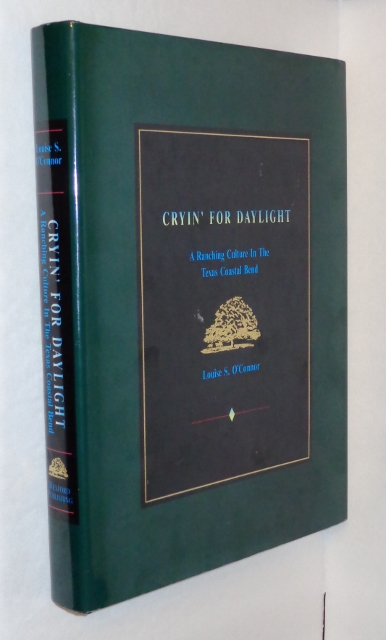 CRYIN' FOR DAYLIGHT
A Ranching Culture In The
Texas Coastal Bend
Louise S. O'Connor
Louise S.
O'Connor
CRYIN' FOR DAYLIGHT
A Ranching Culture In The Texas Coastal Bend